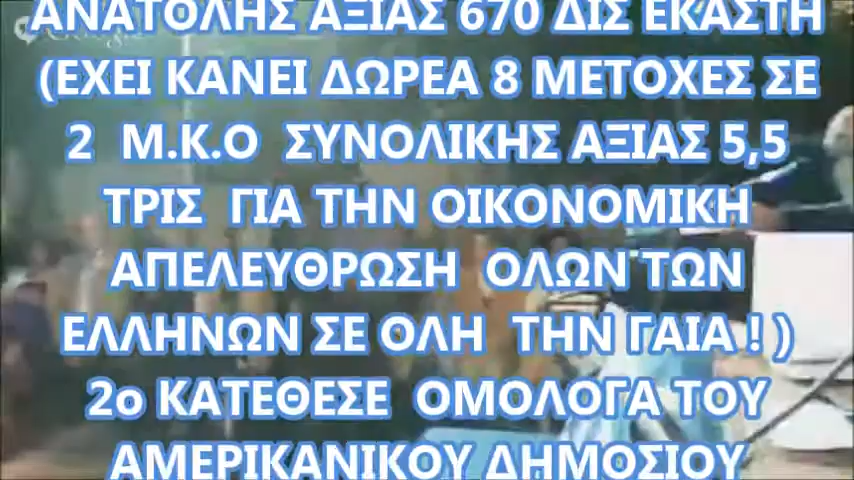 ΑΝΑΤΟΛΗΣ ΑΞΙΑΣ 670 ΔΙΣ ΕΚΑΣΤΗ
(ΕΧΕΙ ΚΑΝΕΙ ΔΩΡΕΑ 8 ΜΕΤΟΧΕΣ ΣΕ
2 Μ.Κ.Ο ΣΥΝΟΛΙΚΗΣ ΑΞΙΑΣ 5,5
ΤΡΙΣ ΓΙΑ ΤΗΝ ΟΙΚΟΝΟΜΙΚΗ
ΑΠΕΛΕΥΘΡΩΣΗ ΟΛΩΝ ΤΩΝ
ΕΛΛΗΝΩΝ ΣΕ ΟΛΗ ΤΗΝ ΓΑΙΑ ! )
2ο ΚΑΤΕΘΕΣΕ ΟΜΟΛΟΓΑ ΤΟΥ
ΑΜΕΡΙΚΑΝΙΚΟΥ ΔΗΜΟΣΙΟΥ